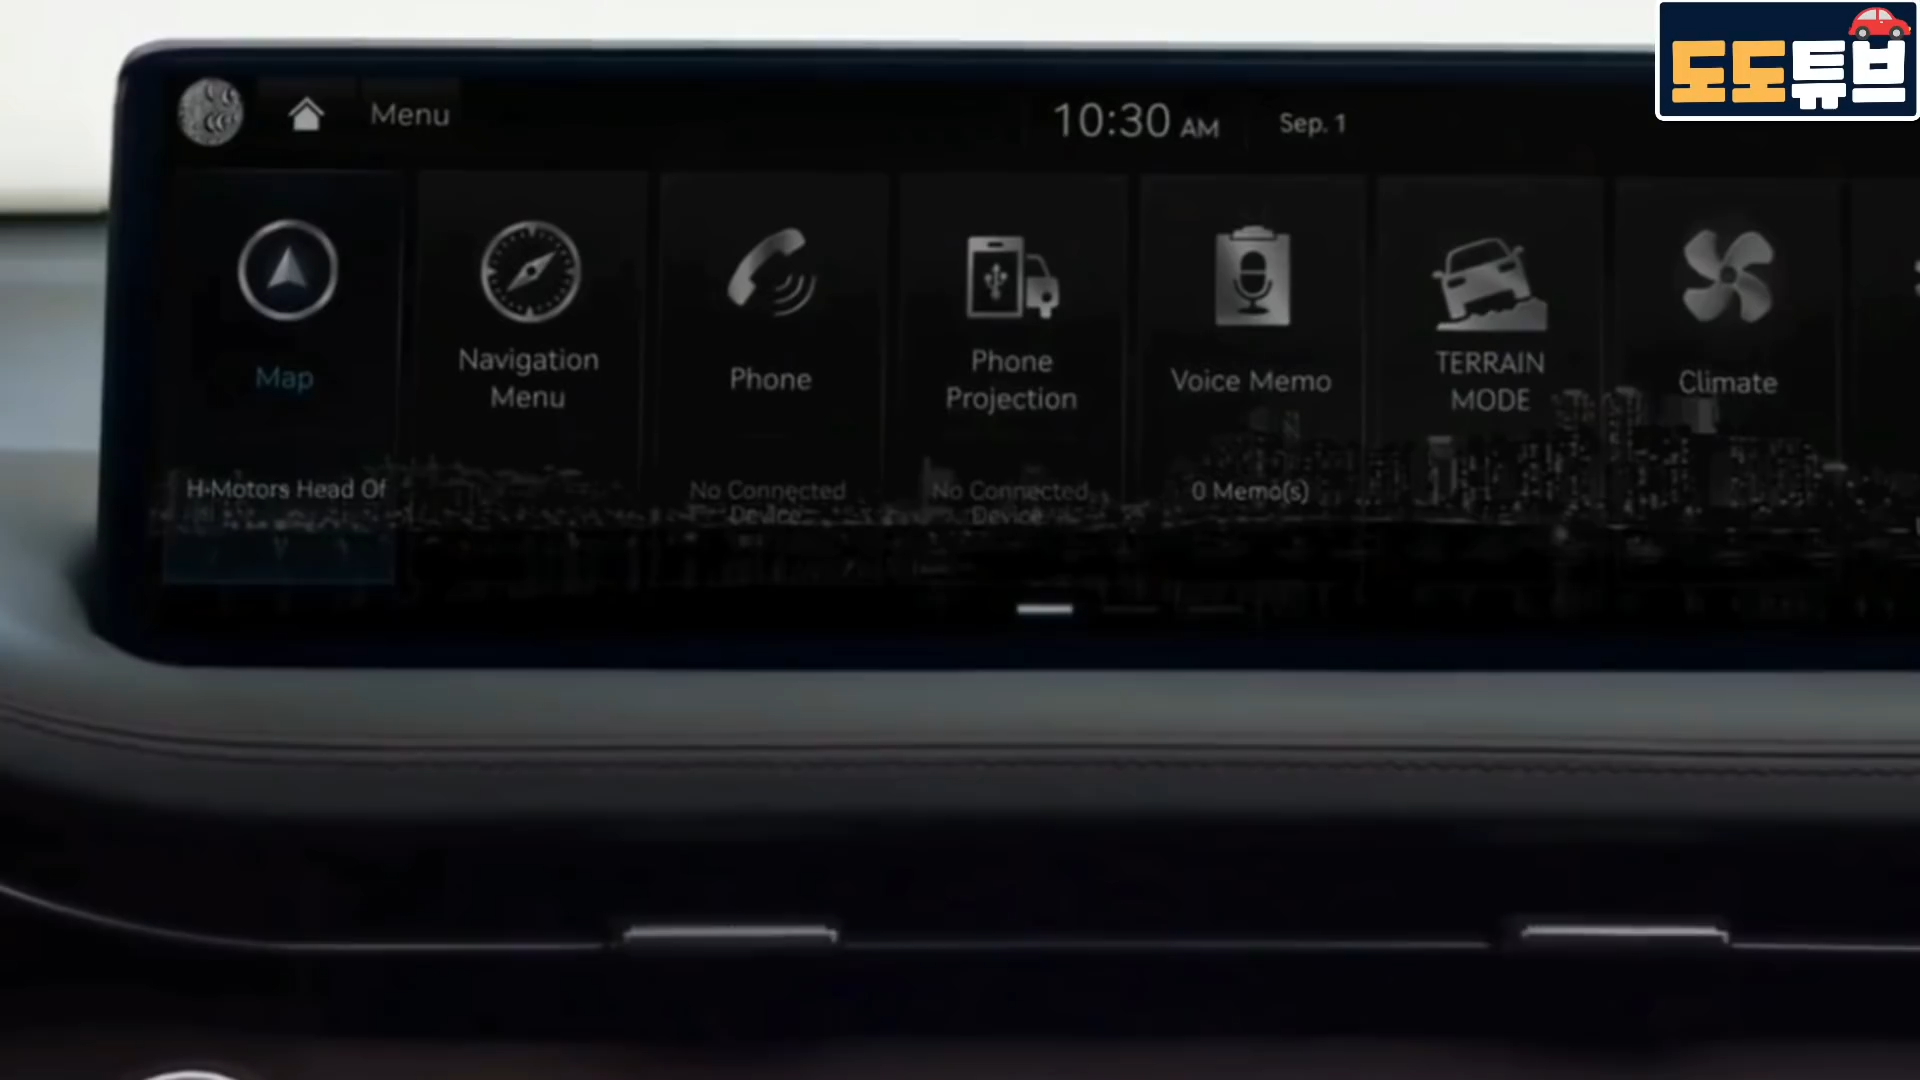 도도튜브
Menu
10:30 AM
Sep. 1
Map
Navigation
Menu
Phone
Phone
Projection
Voice Memo
TERRAIN
MODE
Climate
H-Motors Head Of
No Connected
Device
No Connected
Device
0 Memo(s)